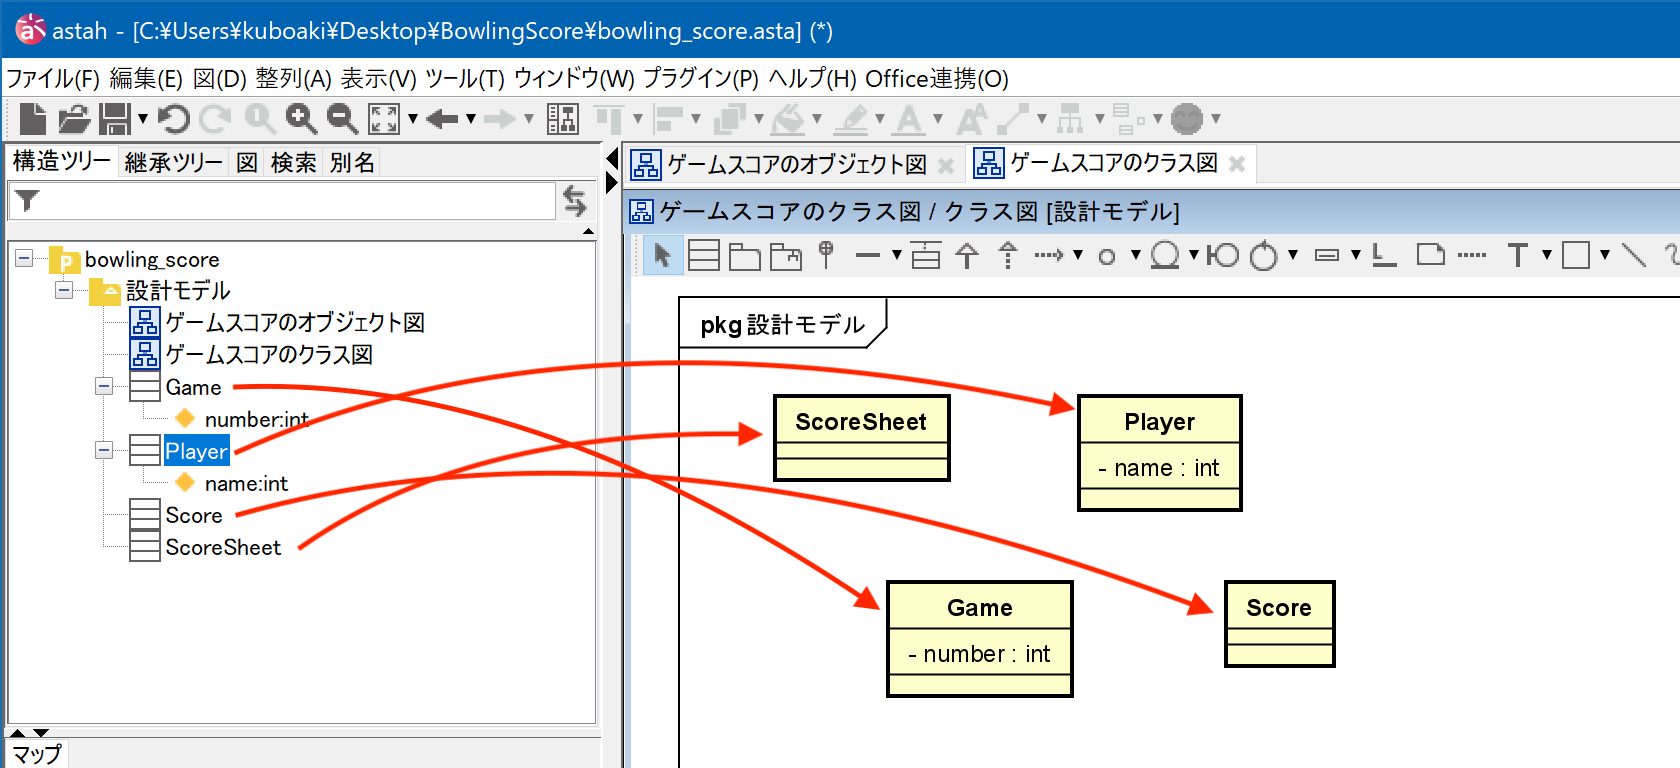 astah - [C:¥Users¥kuboaki¥Desktop¥BowlingScore¥bowling_score.asta] (*)
ファイル(F) 編集(E) 図(D) 整列(A) 表示(V) ツール(T) ウィンドウ(W) プラグイン(P) ヘルプ(H) Office連携(O)
構造ツリー 継承ツリー 図 検索 別名
ゲームスコアのオブジェクト図 ゲームスコアのクラス図
ゲームスコアのクラス図 / クラス図 [設計モデル]
bowling_score
設計モデル
ゲームスコアのオブジェクト図
ゲームスコアのクラス図
Game
number:int
Player
name:int
Score
ScoreSheet
マップ
pkg 設計モデル
ScoreSheet
Player
- name : int
Game
- number : int
Score